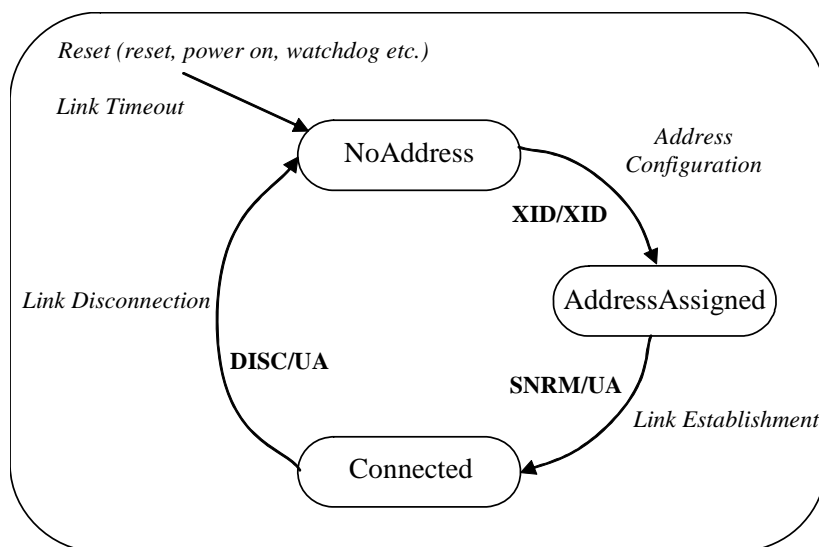 Reset (reset, power on, watchdog etc.)
Link Timeout
NoAddress
Address
Configuration
XID/XID
AddressAssigned
Link Disconnection
DISC/UA
SNRM/UA
Link Establishment
Connected